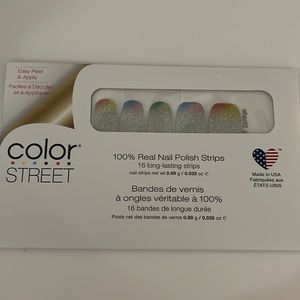 Easy Peel
& Apply
Faciles à Décoller
et à Appliquer
color
STREET
100% Real Nail Polish Strips
16 long-lasting strips
nail strips net wt 0.99 g / 0.035 oz e
Bandes de vernis
à ongles véritable à 100%
16 bandes de longue durée
Poids net des bandes de vernis 0.99 g / 0.035 oz e
Made in USA
Fabriquées aux
ÉTATS-UNIS